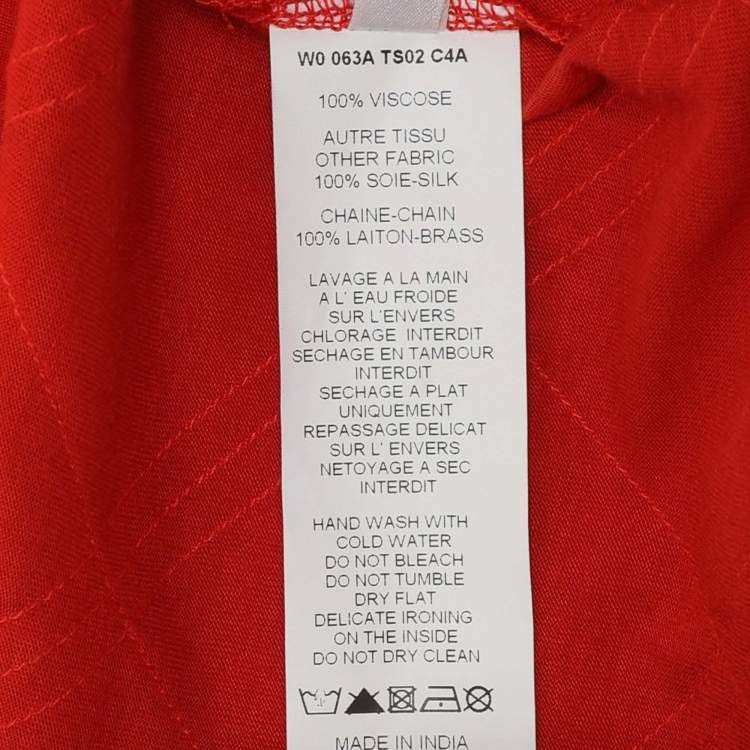 W0 063A TS02 C4A
100% VISCOSE
AUTRE TISSU
OTHER FABRIC
100% SOIE-SILK
CHAINE-CHAIN
100% LAITON-BRASS
LAVAGE A LA MAIN
A L' EAU FROIDE
SUR L'ENVERS
CHLORAGE INTERDIT
SECHAGE EN TAMBOUR
INTERDIT
SECHAGE A PLAT
UNIQUEMENT
REPASSAGE DELICAT
SUR L' ENVERS
NETOYAGE A SEC
INTERDIT
HAND WASH WITH
COLD WATER
DO NOT BLEACH
DO NOT TUMBLE
DRY FLAT
DELICATE IRONING
ON THE INSIDE
DO NOT DRY CLEAN
MADE IN INDIA